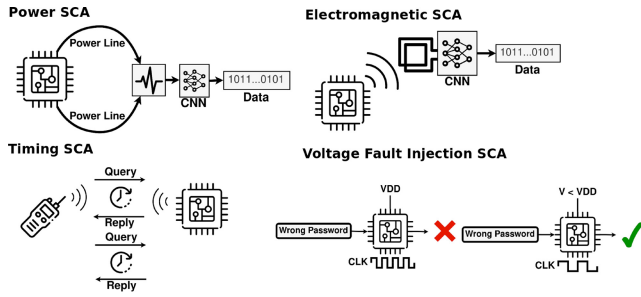 Power SCA
Power Line
Power Line
CNN
1011...0101
Data
Electromagnetic SCA
CNN
1011...0101
Data
Timing SCA
Query
Reply
Query
Reply
Voltage Fault Injection SCA
VDD
Wrong Password
CLK
V < VDD
Wrong Password
CLK